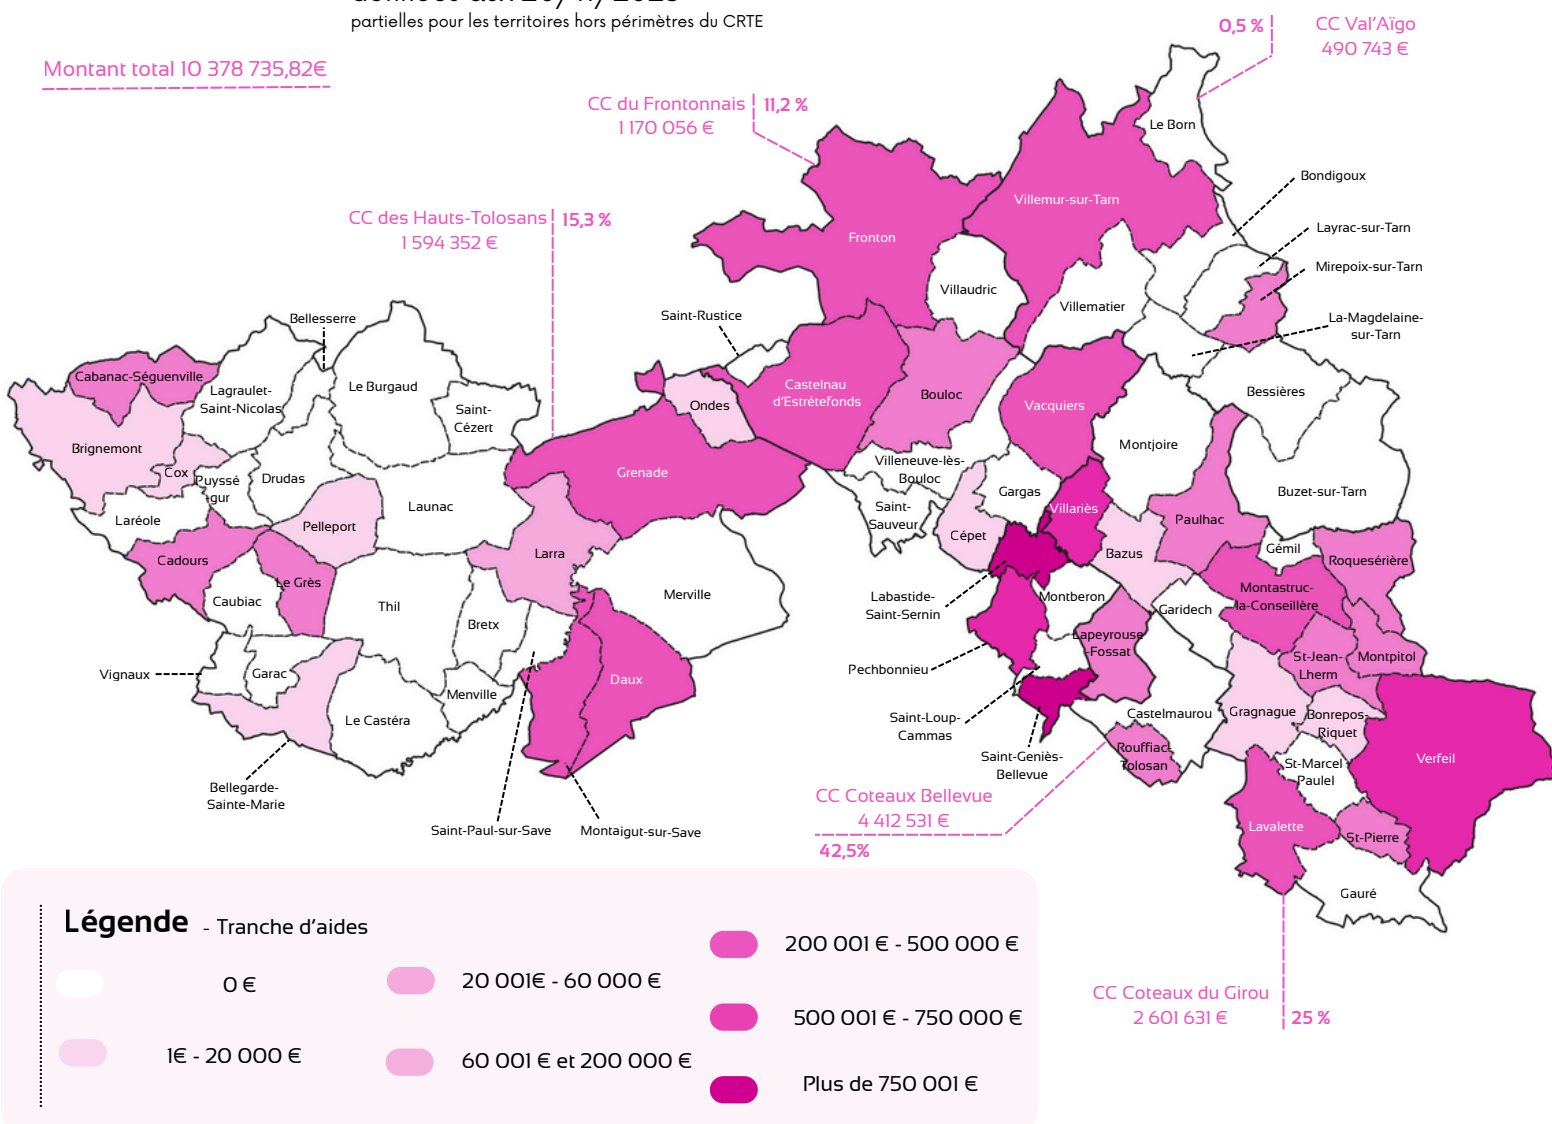 partielles pour les territoires hors périmètres du CRTE
Montant total 10 378 735,82€
0,5 %
CC Val'Aïgo
490 743 €
CC du Frontonnais
11,2 %
1 170 056 €
CC des Hauts-Tolosans
15,3 %
1 594 352 €
Le Born
Bondigoux
Layrac-sur-Tarn
Mirepoix-sur-Tarn
La-Magdelaine-
sur-Tarn
Villemur-sur-Tarn
Fronton
Villaudric
Villematier
Saint-Rustice
Bellesserre
Cabanac-Séguenville
Lagraulet-
Saint-Nicolas
Le Burgaud
Saint-
Cézert
Ondes
Castelnau
d'Estrétefonds
Bouloc
Vacquiers
Bessières
Montjoire
Brignemont
Cox
Puyssé
-gur
Drudas
Grenade
Villeneuve-lès-
Bouloc
Gargas
Buzet-sur-Tarn
Laréole
Pelleport
Launac
Saint-
Sauveur
Cépet
Villariès
Paulhac
Bazus
Gémil
Roquesérière
Cadours
Le Grès
Larra
Caubiac
Thil
Bretx
Merville
Labastide-
Saint-Sernin
Montberon
Garidech
Montastruc-
la-Conseillère
Lapeyrouse
-Fossat
St-Jean-
Lherm
Montpitol
Vignaux
Garac
Pechbonnieu
Daux
Menville
Le Castéra
Saint-Loup-
Cammas
Castelmaurou
Gragnague
Bonrepos-
Riquet
Saint-Geniès-
Bellevue
Rouffiac-
Tolosan
St-Marcel
Paulel
Verfeil
Bellegarde-
Sainte-Marie
Saint-Paul-sur-Save
Montaigut-sur-Save
CC Coteaux Bellevue
4 412 531 €
42,5%
Lavalette
St-Pierre
Gauré
CC Coteaux du Girou
2 601 631 €
25 %
Légende - Tranche d'aides
0 €
1€ - 20 000 €
20 001€ - 60 000 €
60 001 € et 200 000 €
200 001 € - 500 000 €
500 001 € - 750 000 €
Plus de 750 001 €